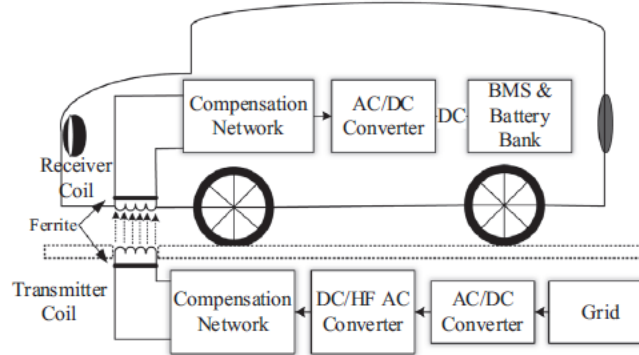 Compensation
Network
AC/DC
Converter
DC
BMS &
Battery
Bank
Receiver
Coil
Ferrite
Transmitter
Coil
Compensation
Network
DC/HF AC
Converter
AC/DC
Converter
Grid